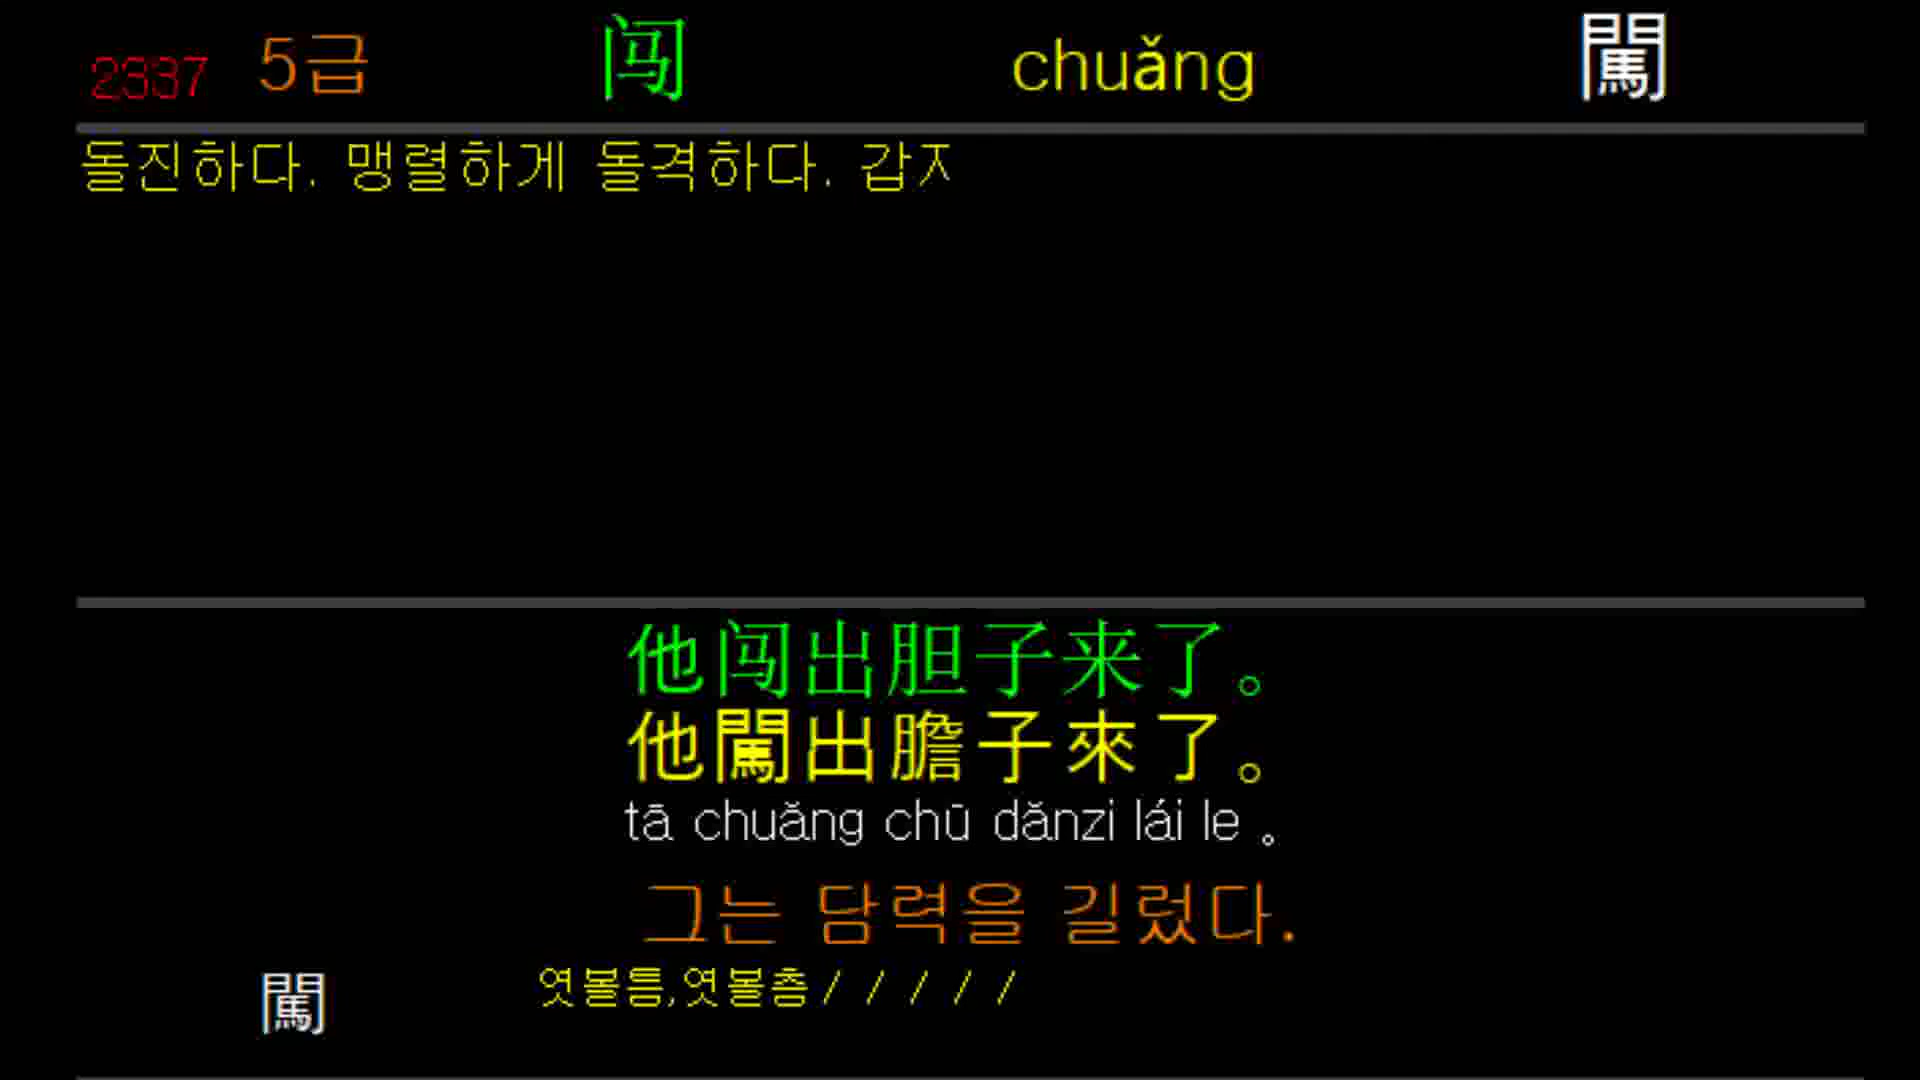 2337 5급 闯 chuǎng 闖
돌진하다. 맹렬하게 돌격하다. 갑ㅈ
他闯出胆子来了。
他闖出膽子來了。
tā chuǎng chū dǎnzi lái le 。
그는 담력을 길렀다.
闖 엿볼틈,엿볼츰/ / / / /